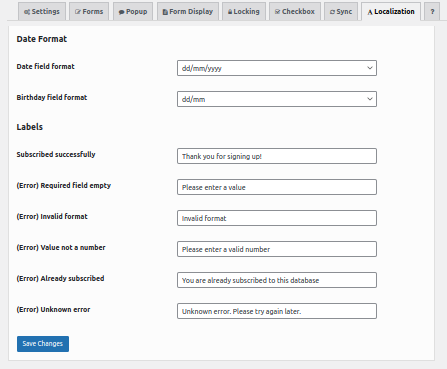 Settings Forms Popup Form Display Locking Checkbox Sync Localization ?
Date Format
Date field format dd/mm/yyyy
Birthday field format dd/mm
Labels
Subscribed successfully Thank you for signing up!
(Error) Required field empty Please enter a value
(Error) Invalid format Invalid format
(Error) Value not a number Please enter a valid number
(Error) Already subscribed You are already subscribed to this database
(Error) Unknown error Unknown error. Please try again later.
Save Changes